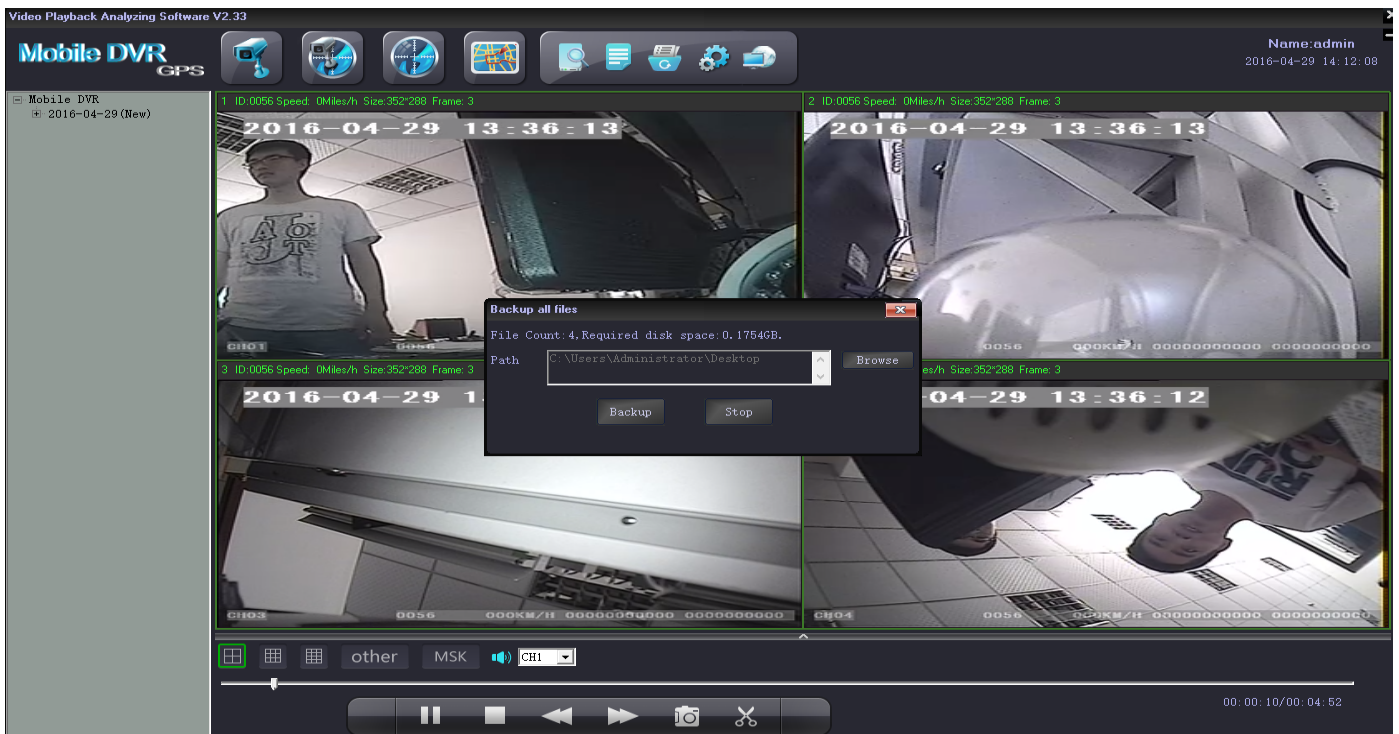 Video Playback Analyzing Software V2.33
Mobile DVR
GPS
Name:admin
2016-04-29 14:12:08
Mobile DVR
2016-04-29(New)
1 ID:0056 Speed: 0Miles/h Size:352*288 Frame: 3
2 ID:0056 Speed: 0Miles/h Size:352*288 Frame: 3
2016-04-29 13:36:13
2016-04-29 13:36:13
CH01 0056
0056 000KM/H 00000000000 0000000000
Backup all files
File Count:4,Required disk space:0.1754GB.
Path C:\Users\Administrator\Desktop Browse
Backup Stop
3 ID:0056 Speed: 0Miles/h Size:352*288 Frame: 3
es/h Size:352*288 Frame: 3
2016-04-29 1
-04-29 13:36:12
CH03 0056 000KM/H 00000000000 0000000000
CH04 0056 000KM/H 00000000000 0000000000
other MSK CH1
00:00:10/00:04:52